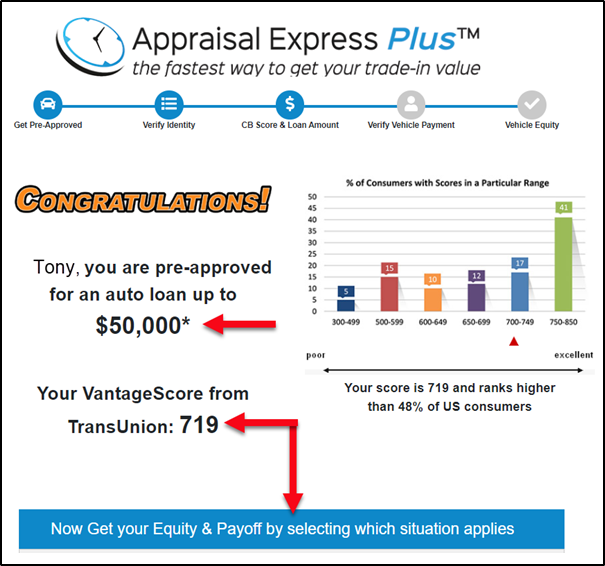 Appraisal Express Plus™
the fastest way to get your trade-in value
$
Get Pre-Approved
Verify Identity
CB Score & Loan Amount
Verify Vehicle Payment
Vehicle Equity
CONGRATULATIONS!
Tony, you are pre-approved
for an auto loan up to
$50,000*
Your VantageScore from
TransUnion: 719
% of Consumers with Scores in a Particular Range
50
45
40
35
30
25
20
15
10
5
0
5
15
10
12
17
41
300-499
500-599
600-649
650-699
700-749
750-850
poor
excellent
Your score is 719 and ranks higher
than 48% of US consumers
Now Get your Equity & Payoff by selecting which situation applies